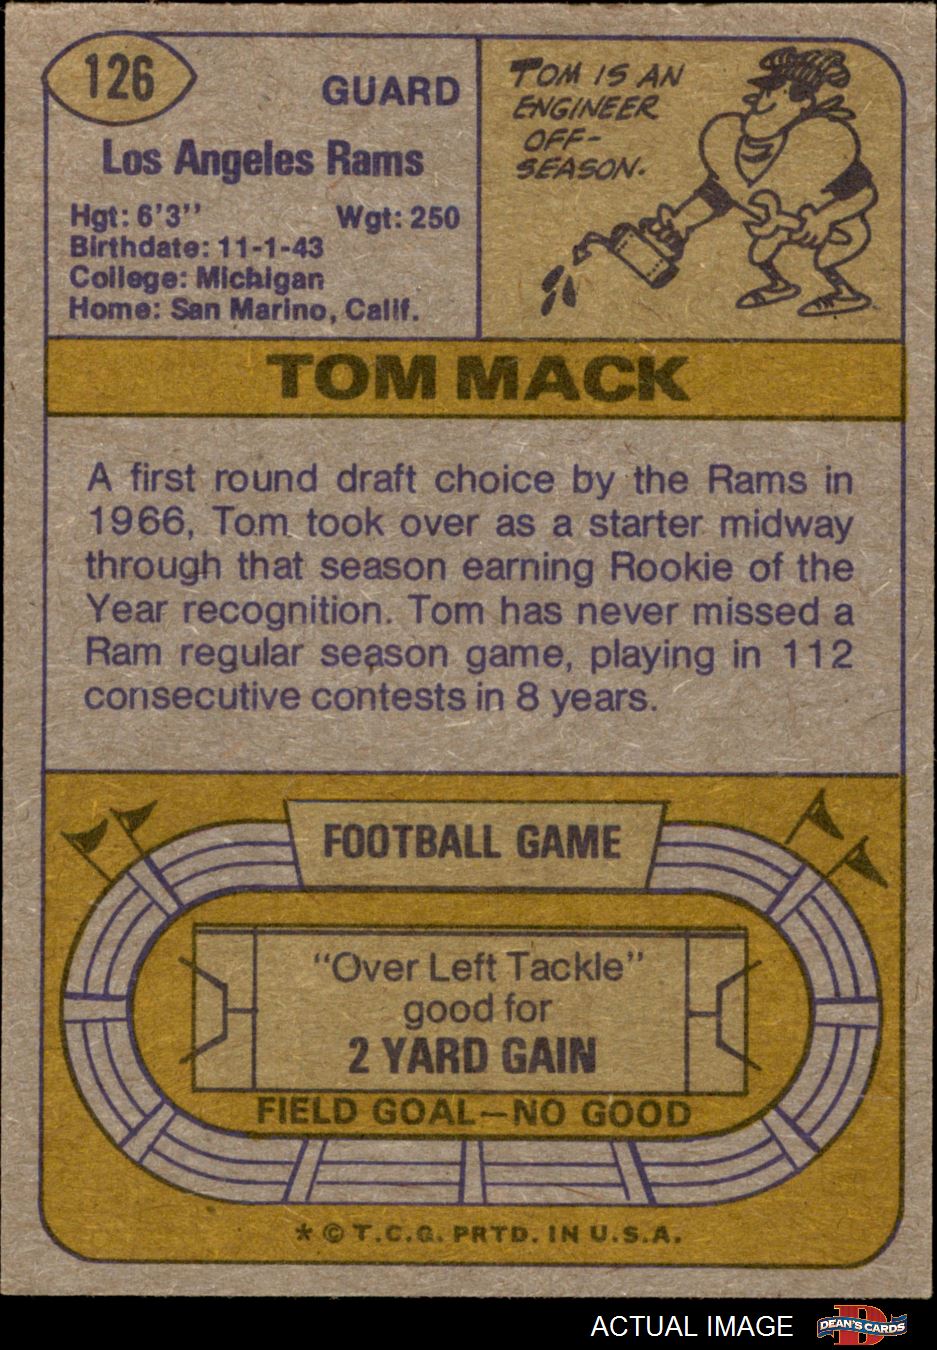 126
GUARD
Los Angeles Rams
Hgt: 6'3" Wgt: 250
Birthdate: 11-1-43
College: Michigan
Home: San Marino, Calif.
TOM IS AN
ENGINEER
OFF-
SEASON.
TOM MACK
A first round draft choice by the Rams in
1966, Tom took over as a starter midway
through that season earning Rookie of the
Year recognition. Tom has never missed a
Ram regular season game, playing in 112
consecutive contests in 8 years.
FOOTBALL GAME
"Over Left Tackle"
good for
2 YARD GAIN
FIELD GOAL—NO GOOD
* © T.C.G. PRTD. IN U.S.A.
ACTUAL IMAGE
D
DEAN'S CARDS